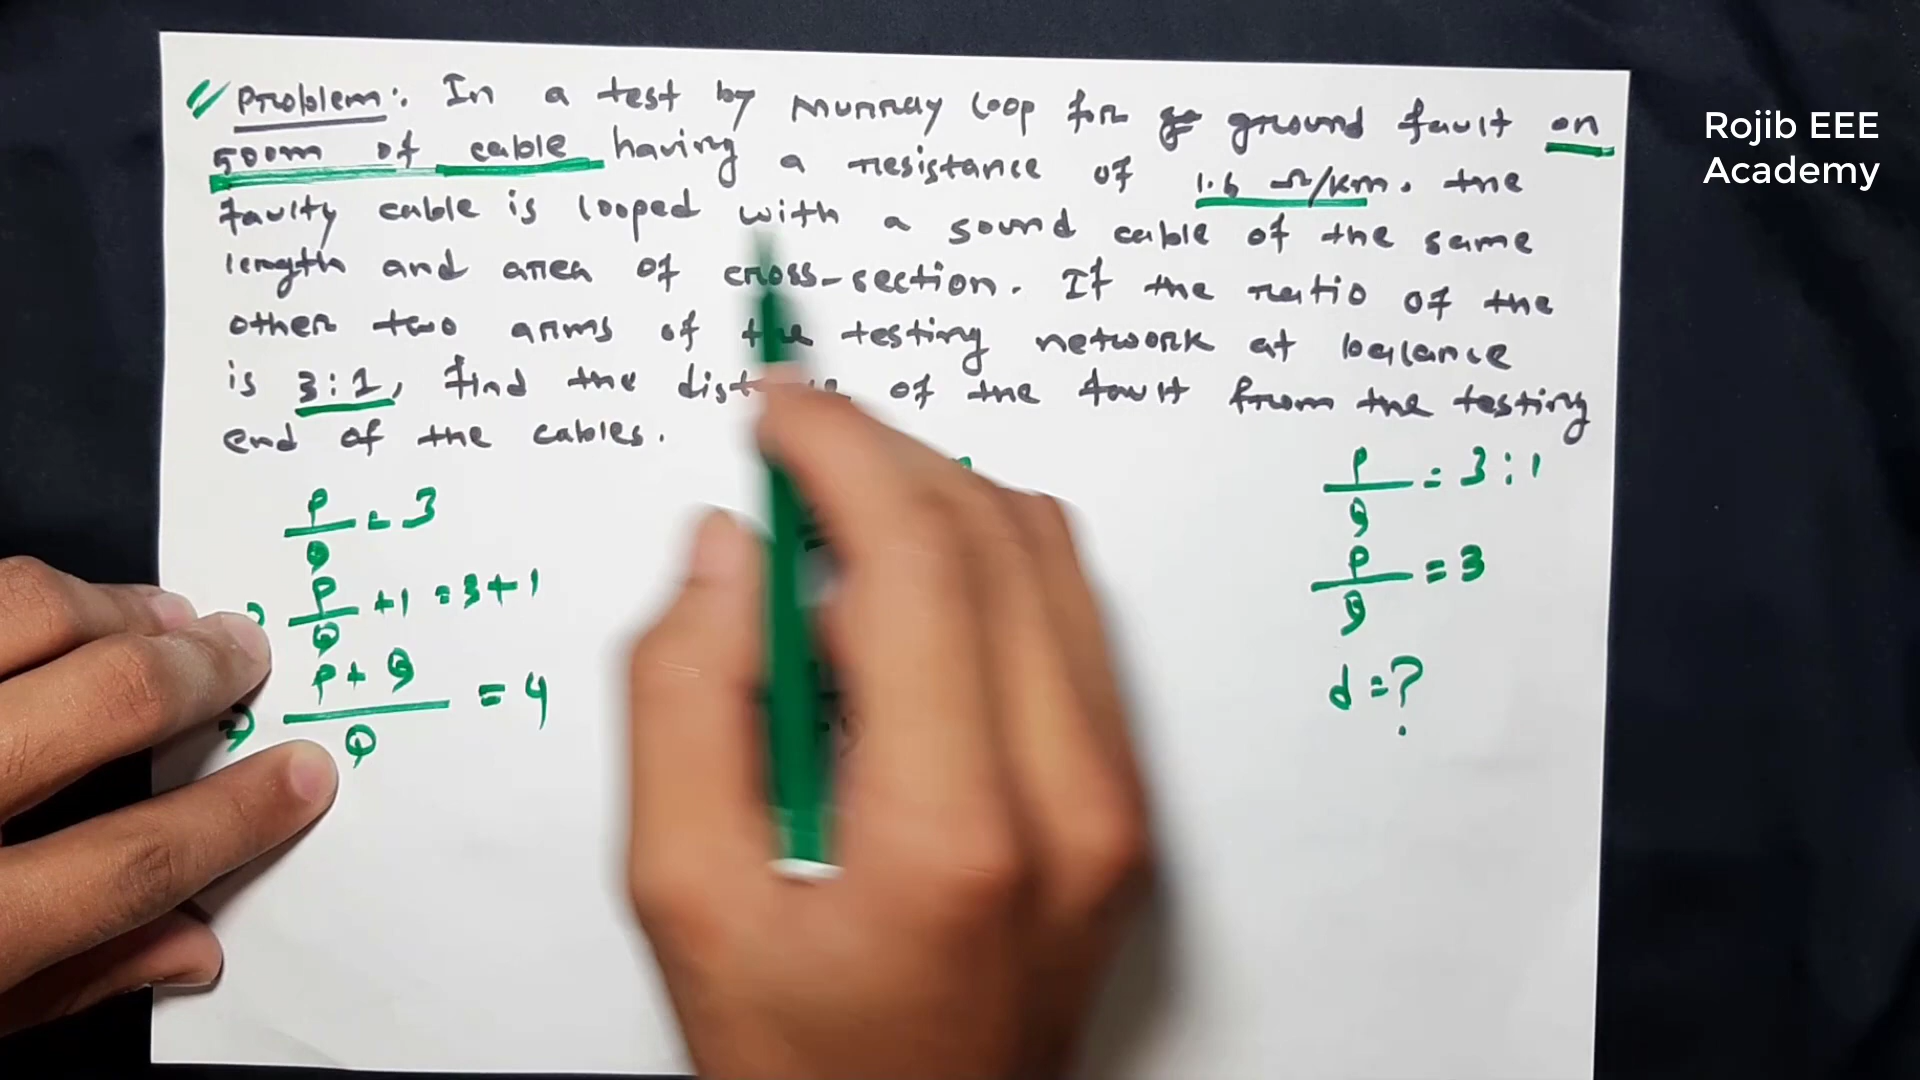 Problem: In a test by Murray loop for ground fault on
500m of cable having a resistance of 1.6 Ω/km. the
faulty cable is looped with a sound cable of the same
length and area of cross-section. If the ratio of the
other two arms of the testing network at balance
is 3:1, find the of the fault from the testing
end of the cables.
P/Q = 3
P/Q +1 = 3+1
⇒ P+Q/Q = 4
P/Q = 3:1
P/Q = 3
d = ?
Rojib EEE
Academy